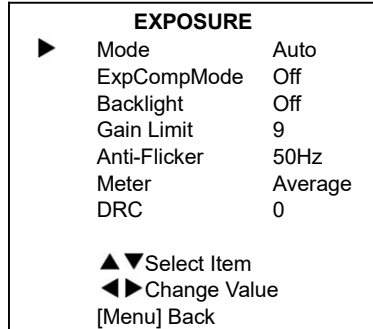 EXPOSURE
▶ Mode Auto
ExpCompMode Off
Backlight Off
Gain Limit 9
Anti-Flicker 50Hz
Meter Average
DRC 0
▲▼Select Item
◀▶Change Value
[Menu] Back